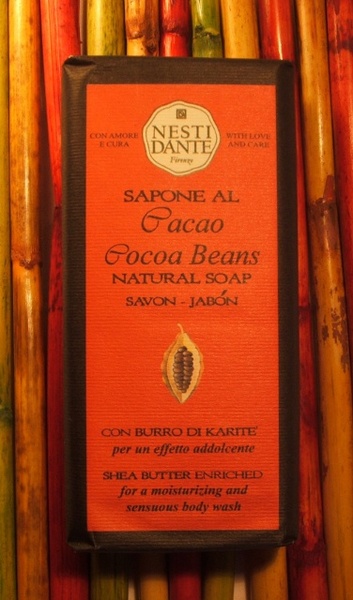 CON AMORE
E CURA
NESTI
DANTE
Firenze
WITH LOVE
AND CARE
SAPONE AL
Cacao
Cocoa Beans
NATURAL SOAP
SAVON - JABÓN
CON BURRO DI KARITE'
per un effetto addolcente
SHEA BUTTER ENRICHED
for a moisturizing and
sensuous body wash